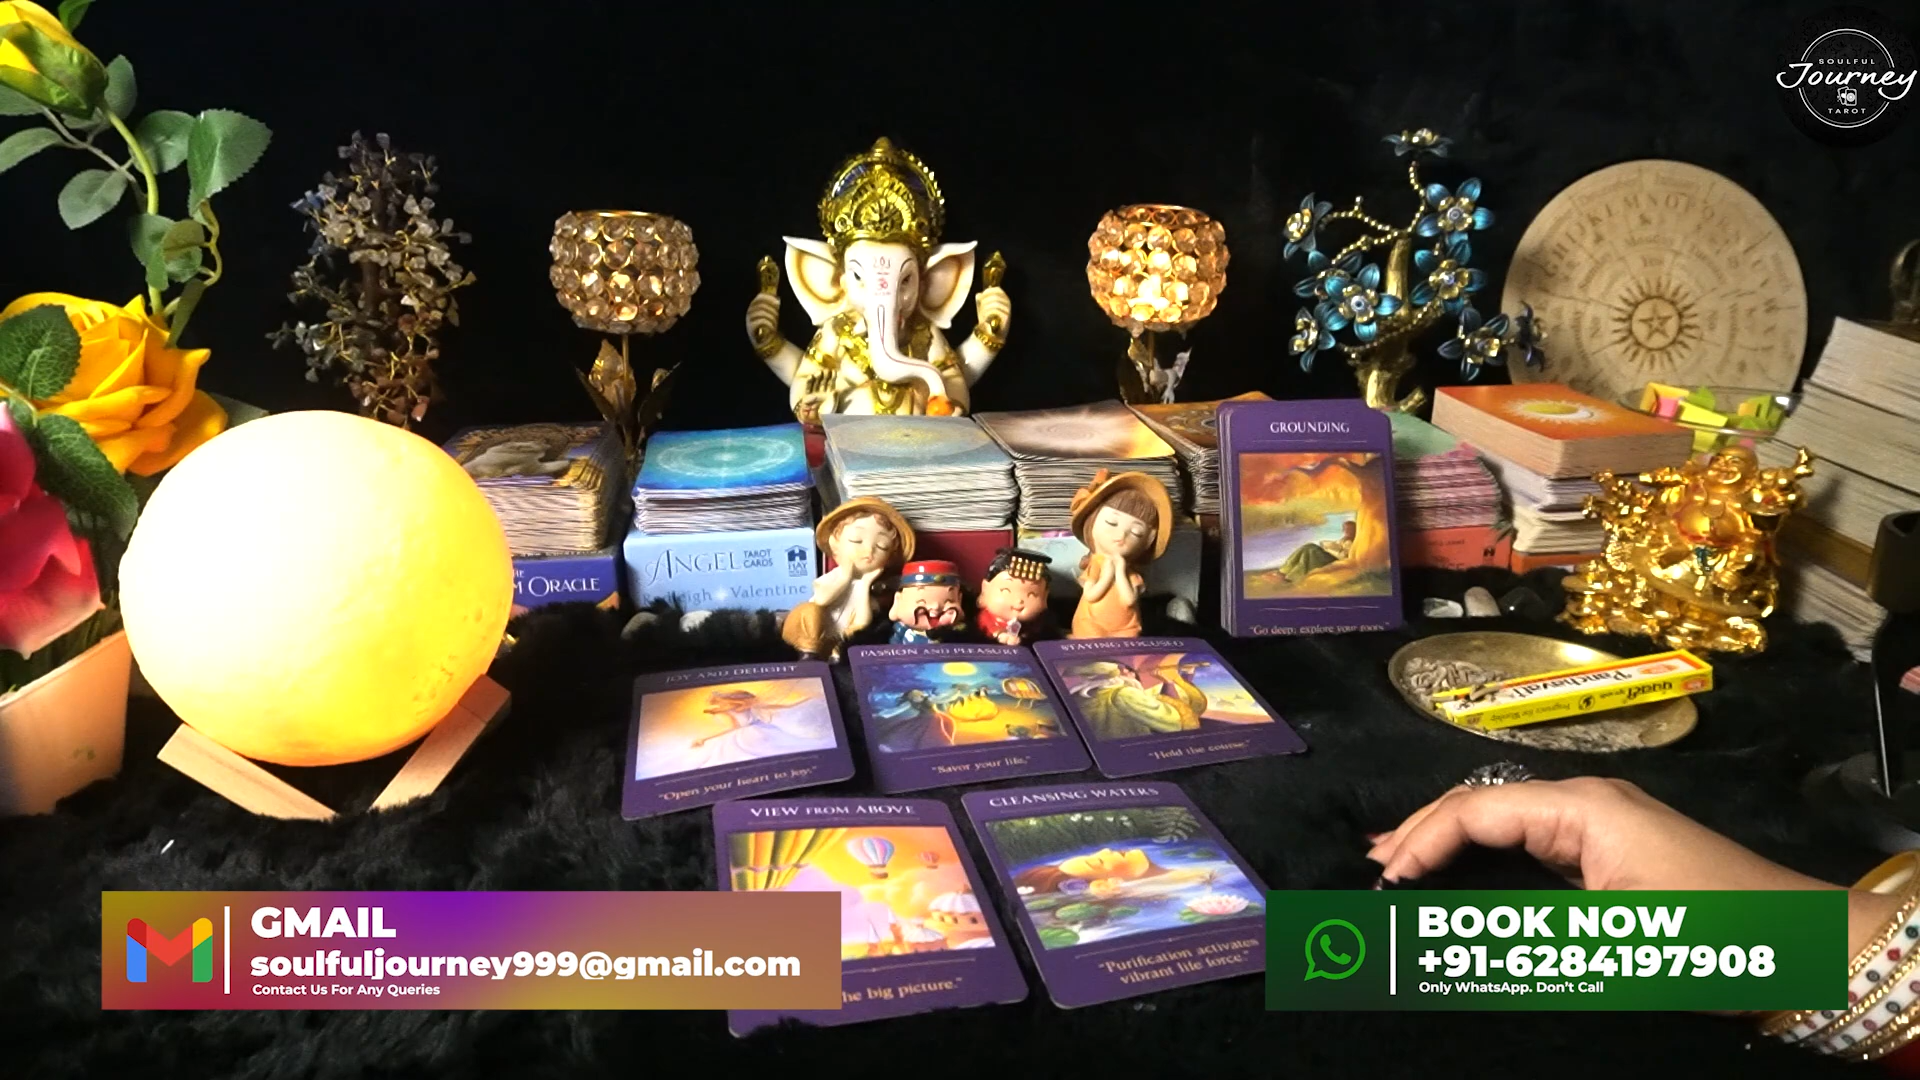 SOULFUL
Journey
TAROT
GROUNDING
"Go deep; explore your roots."
ORACLE
ANGEL TAROT CARDS
HAY
Valentine
PASSION AND PLEASURE
STAYING FOCUSED
JOY AND DELIGHT
"Open your heart to joy."
"Savor your life."
"Hold the course."
Panchavati
VIEW FROM ABOVE
CLEANSING WATERS
he big picture."
"Purification activates
vibrant life force."
GMAIL
soulfuljourney999@gmail.com
Contact Us For Any Queries
BOOK NOW
+91-6284197908
Only WhatsApp. Don't Call